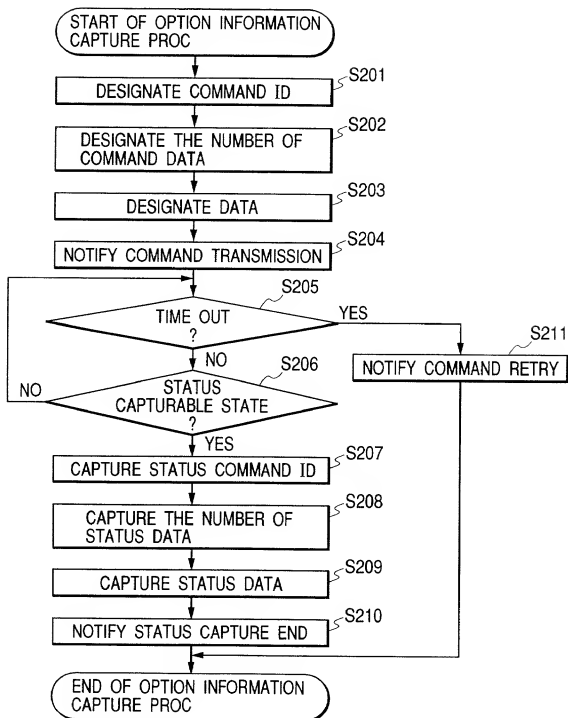 START OF OPTION INFORMATION
CAPTURE PROC
S201
DESIGNATE COMMAND ID
S202
DESIGNATE THE NUMBER OF
COMMAND DATA
S203
DESIGNATE DATA
S204
NOTIFY COMMAND TRANSMISSION
S205
TIME OUT
?
YES
NO
S206
STATUS
CAPTURABLE STATE
?
NO
YES
S211
NOTIFY COMMAND RETRY
S207
CAPTURE STATUS COMMAND ID
S208
CAPTURE THE NUMBER OF
STATUS DATA
S209
CAPTURE STATUS DATA
S210
NOTIFY STATUS CAPTURE END
END OF OPTION INFORMATION
CAPTURE PROC